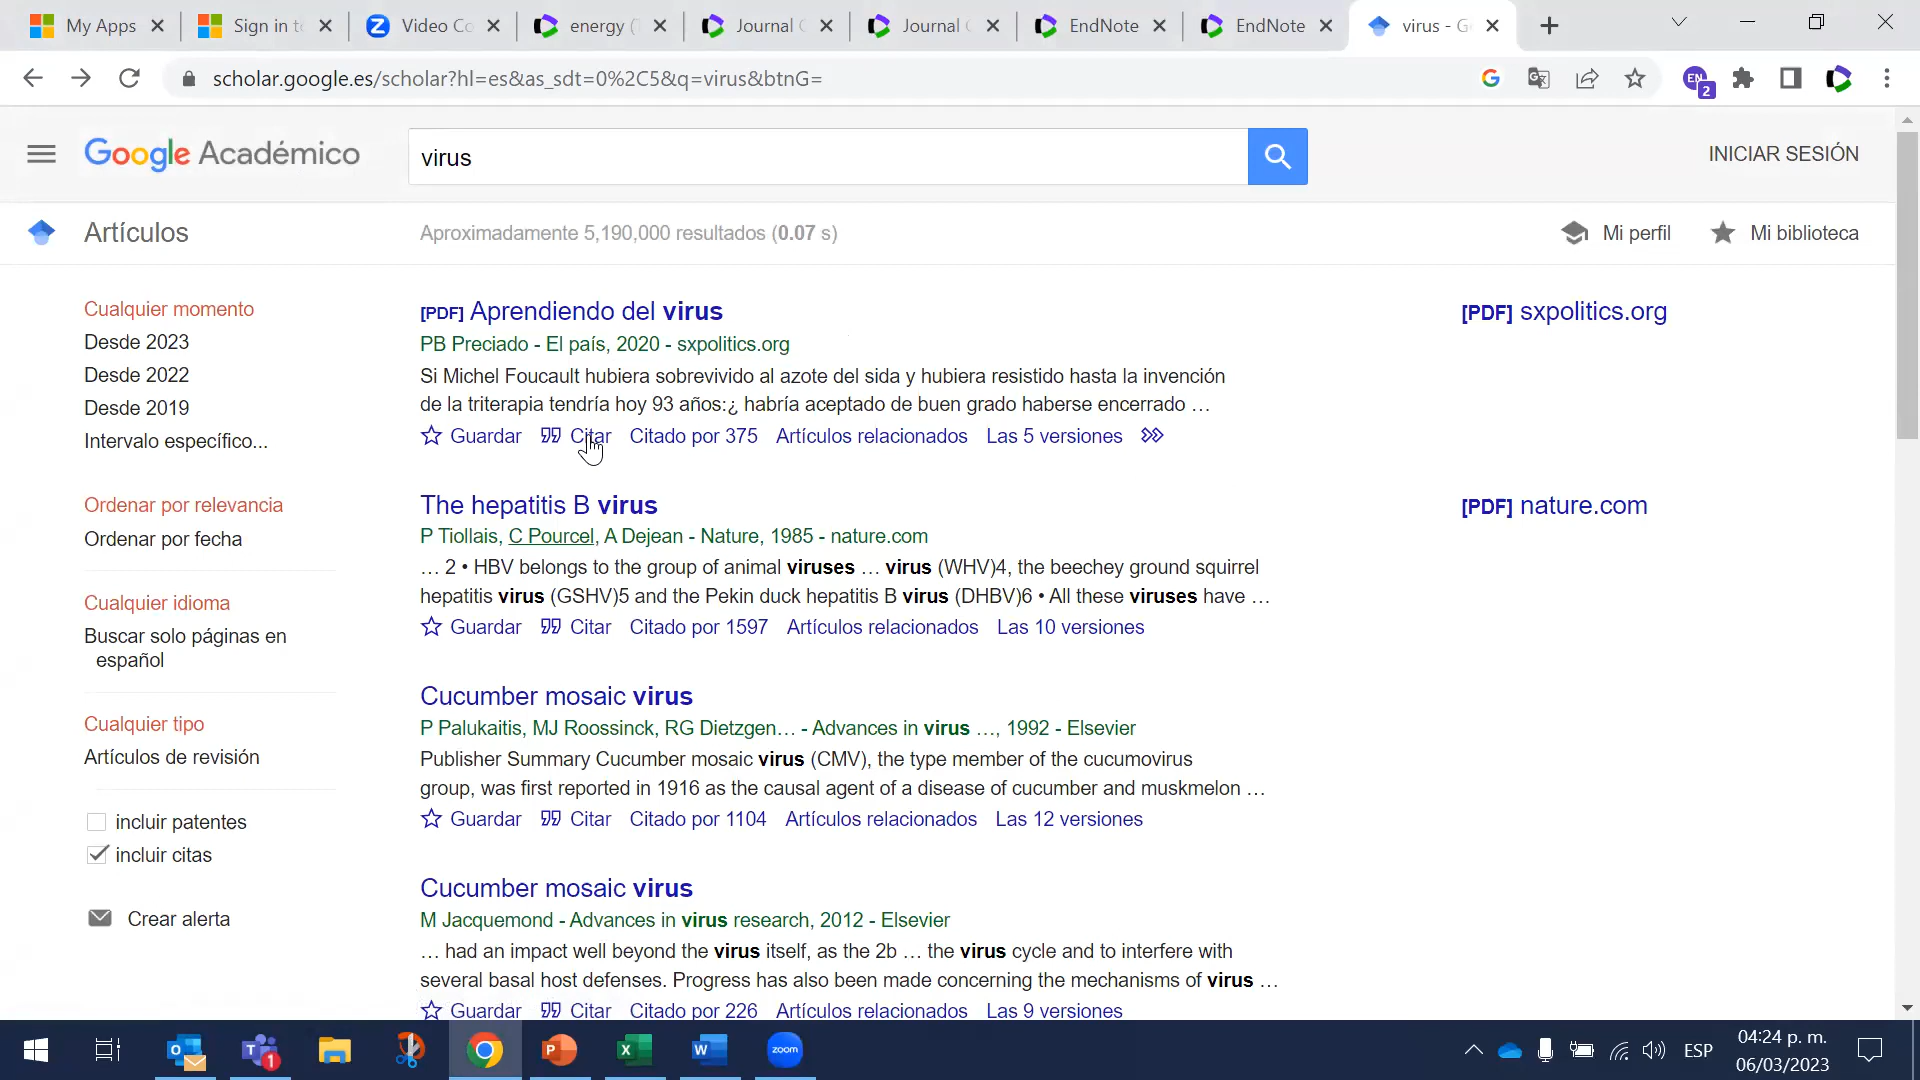 My Apps
Sign in t
Video Co
energy (
Journal C
Journal C
EndNote
EndNote
virus - G
scholar.google.es/scholar?hl=es&as_sdt=0%2C5&q=virus&btnG=
EN
2
Google Académico
virus
INICIAR SESIÓN
Artículos
Aproximadamente 5,190,000 resultados (0.07 s)
Mi perfil
Mi biblioteca
Cualquier momento
Desde 2023
Desde 2022
Desde 2019
Intervalo específico...
Ordenar por relevancia
Ordenar por fecha
Cualquier idioma
Buscar solo páginas en
español
Cualquier tipo
Artículos de revisión
incluir patentes
incluir citas
Crear alerta
[PDF] Aprendiendo del virus
PB Preciado - El país, 2020 - sxpolitics.org
Si Michel Foucault hubiera sobrevivido al azote del sida y hubiera resistido hasta la invención
de la triterapia tendría hoy 93 años:¿ habría aceptado de buen grado haberse encerrado …
Guardar Citar Citado por 375 Artículos relacionados Las 5 versiones
[PDF] sxpolitics.org
The hepatitis B virus
P Tiollais, C Pourcel, A Dejean - Nature, 1985 - nature.com
… 2 • HBV belongs to the group of animal viruses … virus (WHV)4, the beechey ground squirrel
hepatitis virus (GSHV)5 and the Pekin duck hepatitis B virus (DHBV)6 • All these viruses have …
Guardar Citar Citado por 1597 Artículos relacionados Las 10 versiones
[PDF] nature.com
Cucumber mosaic virus
P Palukaitis, MJ Roossinck, RG Dietzgen… - Advances in virus …, 1992 - Elsevier
Publisher Summary Cucumber mosaic virus (CMV), the type member of the cucumovirus
group, was first reported in 1916 as the causal agent of a disease of cucumber and muskmelon …
Guardar Citar Citado por 1104 Artículos relacionados Las 12 versiones
Cucumber mosaic virus
M Jacquemond - Advances in virus research, 2012 - Elsevier
… had an impact well beyond the virus itself, as the 2b … the virus cycle and to interfere with
several basal host defenses. Progress has also been made concerning the mechanisms of virus …
Guardar Citar Citado por 226 Artículos relacionados Las 9 versiones
1
zoom
ESP
04:24 p. m.
06/03/2023